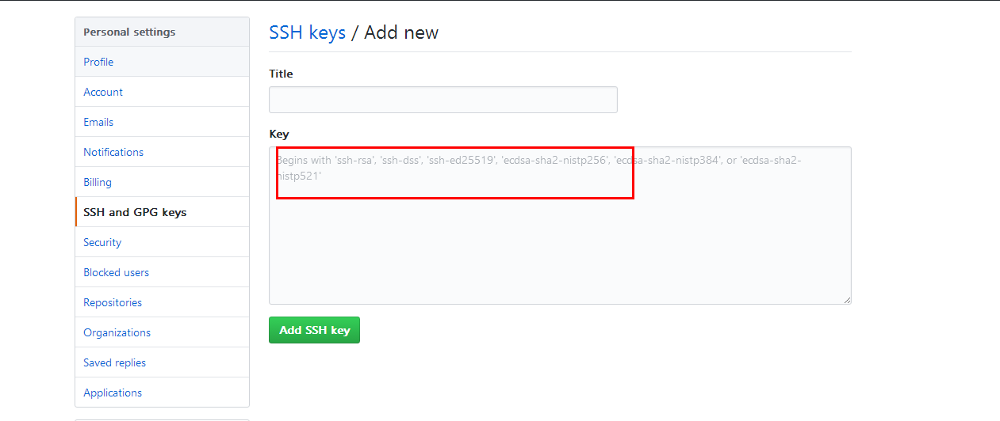 Personal settings
Profile
Account
Emails
Notifications
Billing
SSH and GPG keys
Security
Blocked users
Repositories
Organizations
Saved replies
Applications
SSH keys / Add new
Title
Key
Begins with 'ssh-rsa', 'ssh-dss', 'ssh-ed25519', 'ecdsa-sha2-nistp256', 'ecdsa-sha2-nistp384', or 'ecdsa-sha2-
nistp521'
Add SSH key